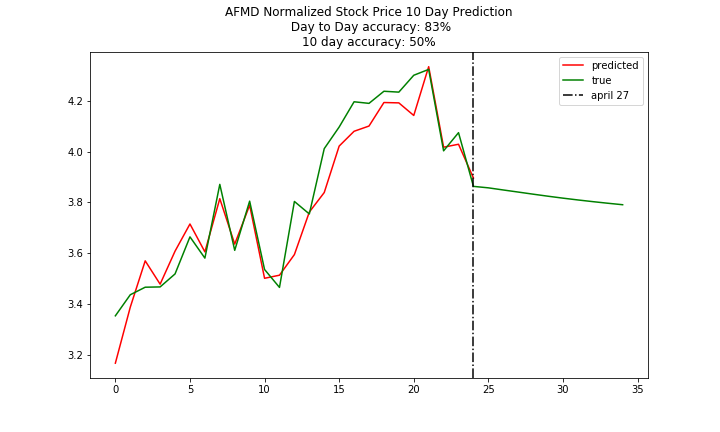 AFMD Normalized Stock Price 10 Day Prediction
Day to Day accuracy: 83%
10 day accuracy: 50%
predicted
true
april 27
4.2
4.0
3.8
3.6
3.4
3.2
0 5 10 15 20 25 30 35